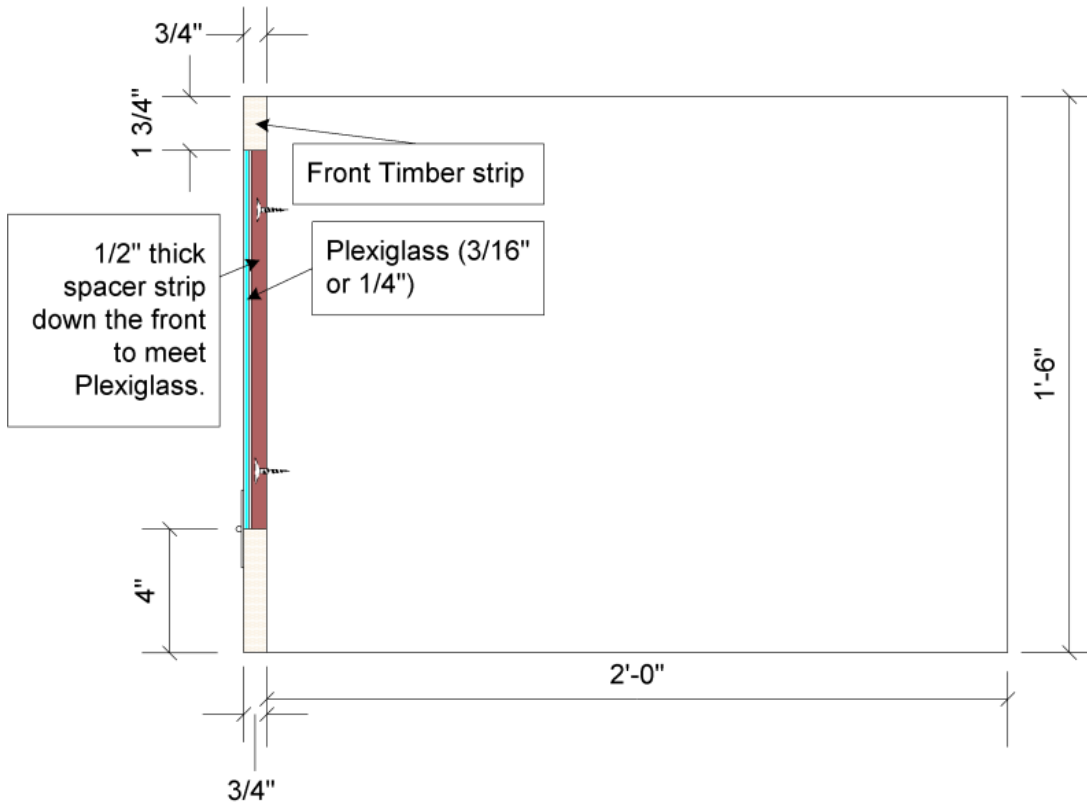 3/4"
1 3/4"
Front Timber strip
1/2" thick
spacer strip
down the front
to meet
Plexiglass.
Plexiglass (3/16"
or 1/4")
1'-6"
4"
2'-0"
3/4"